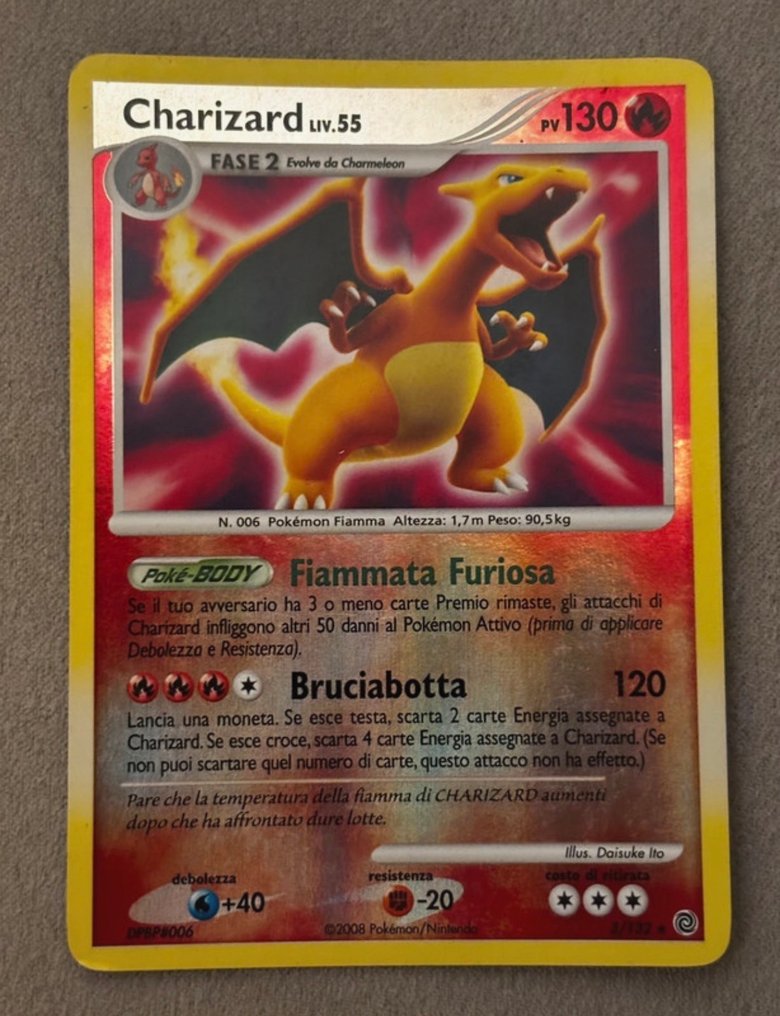 Charizard LIV.55 PV 130
FASE 2 Evolve da Charmeleon
N. 006 Pokémon Fiamma Altezza: 1,7 m Peso: 90,5 kg
Poké-BODY Fiammata Furiosa
Se il tuo avversario ha 3 o meno carte Premio rimaste, gli attacchi di
Charizard infliggono altri 50 danni al Pokémon Attivo (prima di applicare
Debolezza e Resistenza).
Bruciabotta 120
Lancia una moneta. Se esce testa, scarta 2 carte Energia assegnate a
Charizard. Se esce croce, scarta 4 carte Energia assegnate a Charizard. (Se
non puoi scartare quel numero di carte, questo attacco non ha effetto.)
Pare che la temperatura della fiamma di CHARIZARD aumenti
dopo che ha affrontato dure lotte.
Illus. Daisuke Ito
debolezza resistenza costo di ritirata
+40 -20
DPBP#006 ©2008 Pokémon/Nintendo 3/132